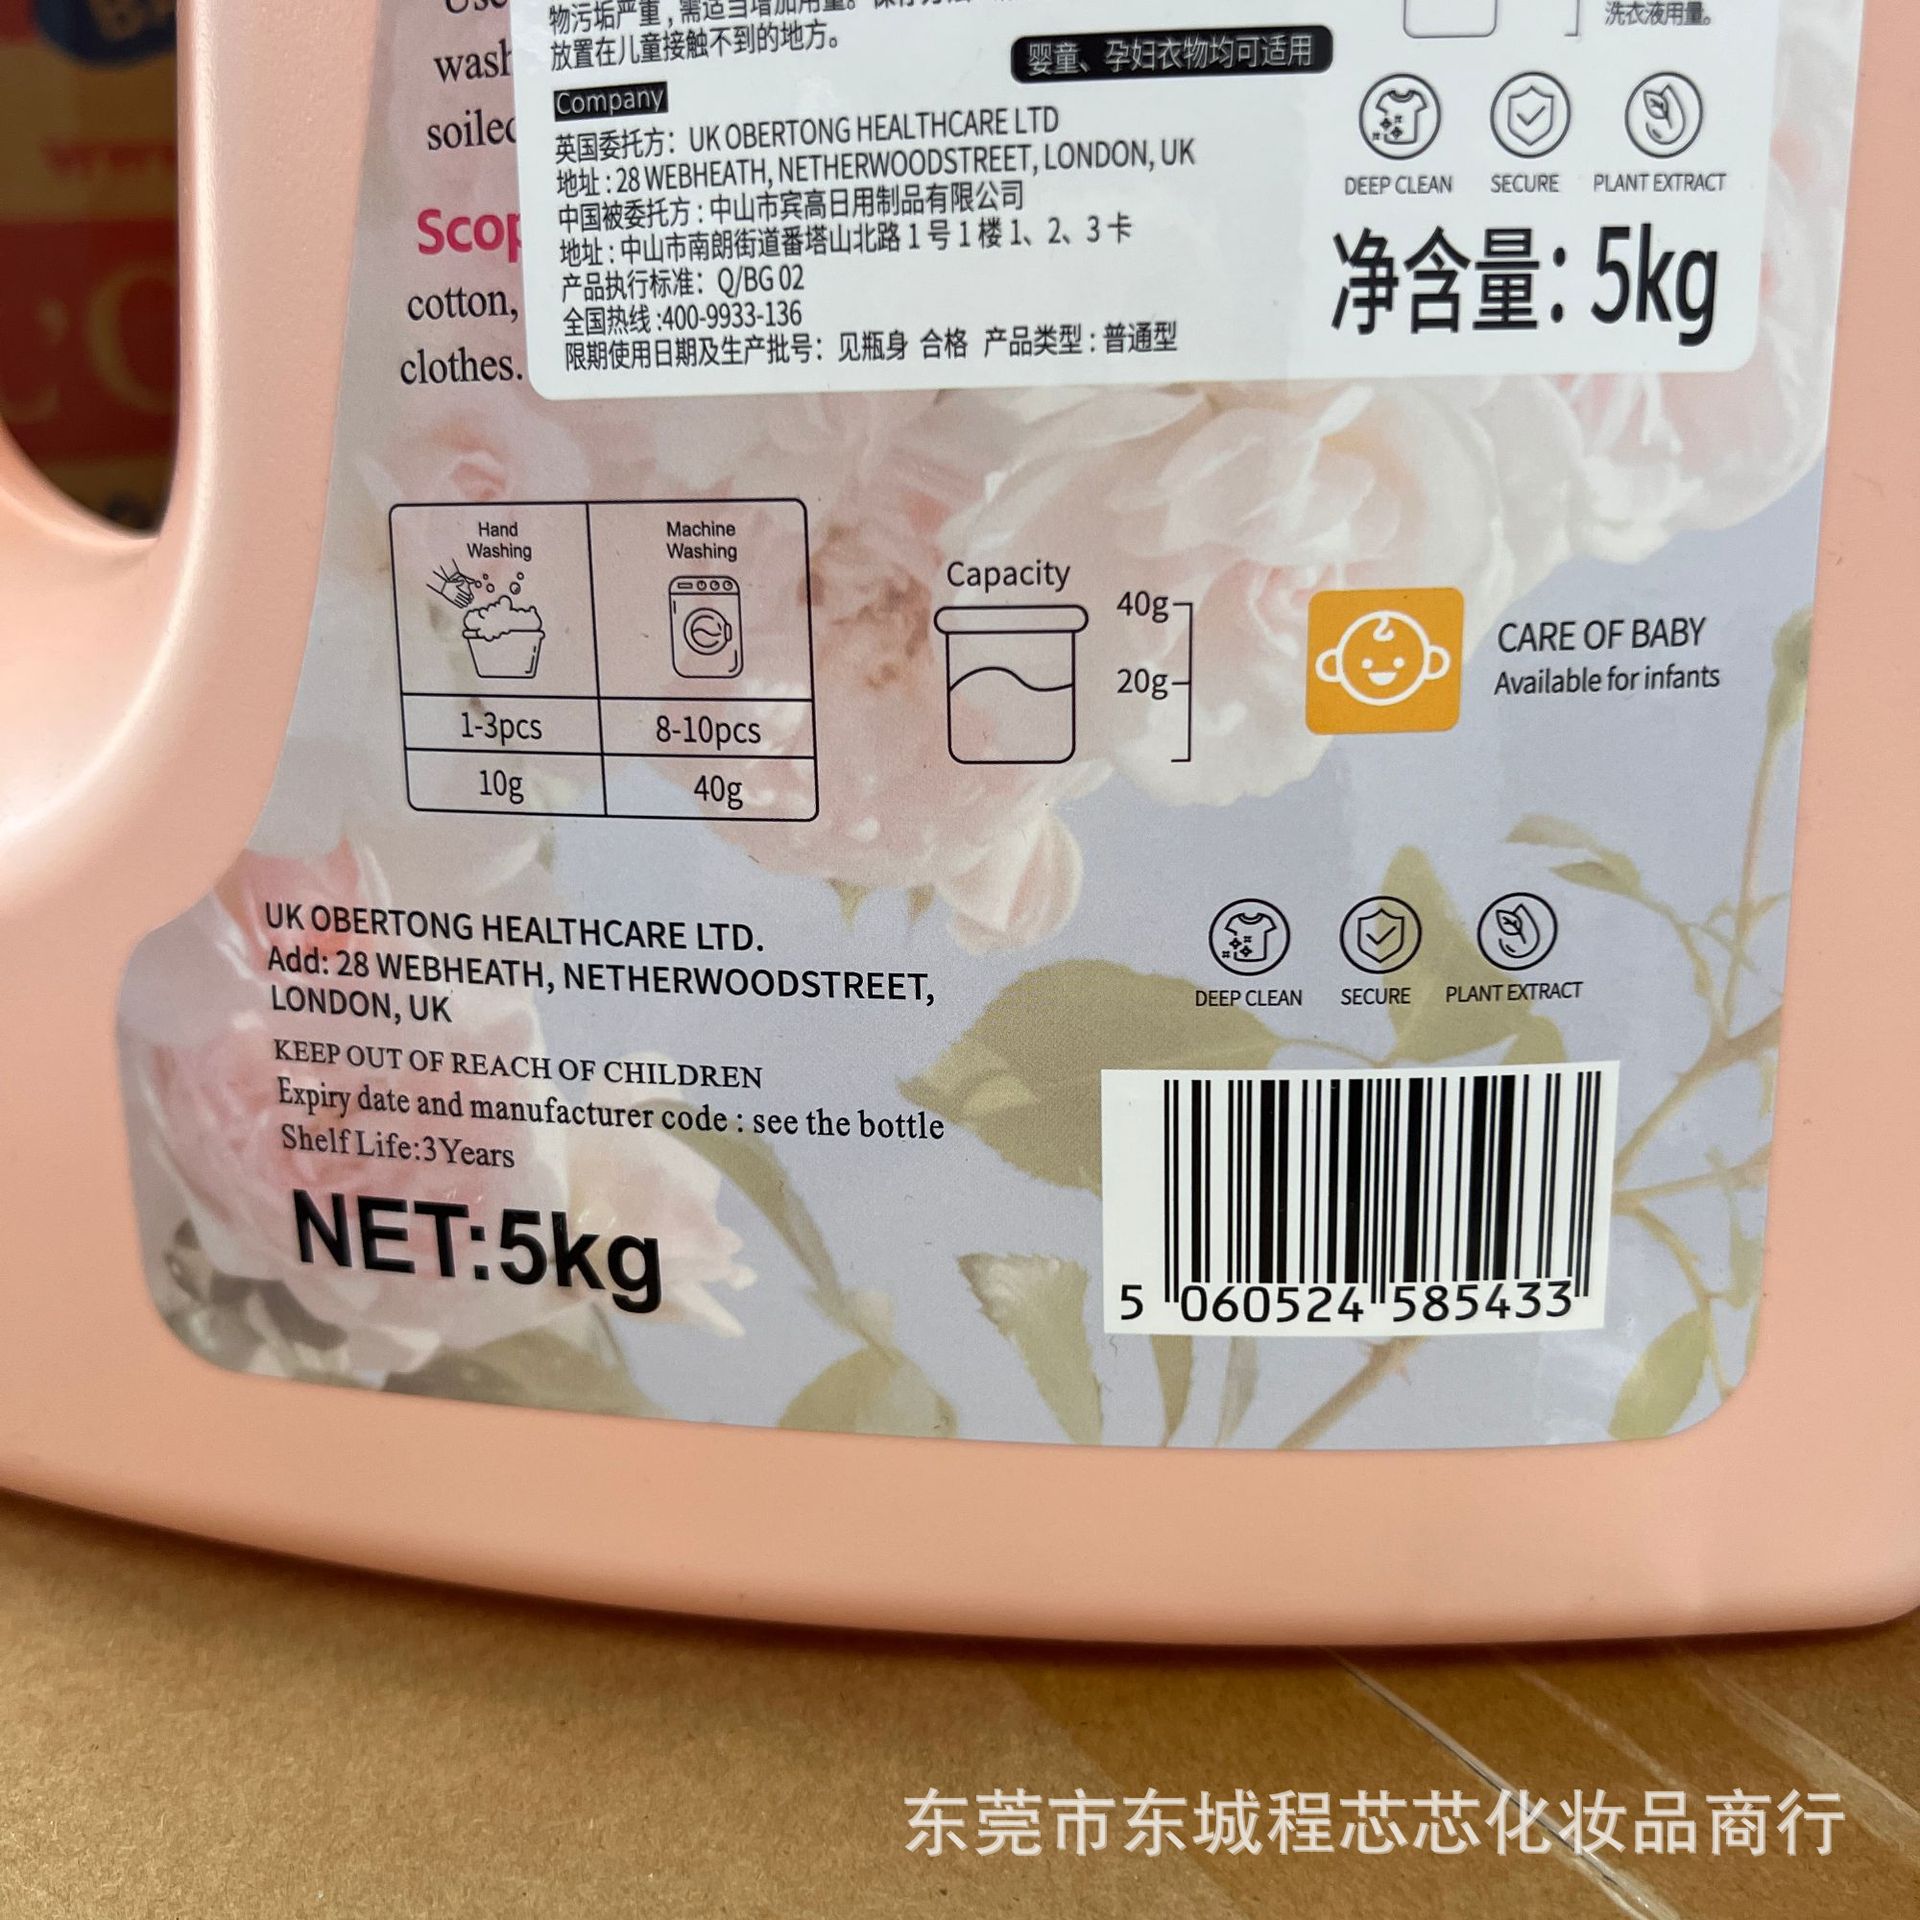 wash
soiled
物污垢严重,需适当增加用量。
放置在儿童接触不到的地方。
洗衣液用量。
婴童、孕妇衣物均可适用
Company
英国委托方：UK OBERTONG HEALTHCARE LTD
地址:28 WEBHEATH, NETHERWOODSTREET, LONDON, UK
中国被委托方:中山市宾高日用制品有限公司
地址:中山市南朗街道番塔山北路1号1楼1、2、3卡
产品执行标准：Q/BG 02
全国热线:400-9933-136
限期使用日期及生产批号：见瓶身 合格 产品类型:普通型
DEEP CLEAN SECURE PLANT EXTRACT
净含量：5kg
Scop
cotton,
clothes.
Hand Washing
Machine Washing
1-3pcs 8-10pcs
10g 40g
Capacity
40g
20g
CARE OF BABY
Available for infants
UK OBERTONG HEALTHCARE LTD.
Add: 28 WEBHEATH, NETHERWOODSTREET,
LONDON, UK
KEEP OUT OF REACH OF CHILDREN
Expiry date and manufacturer code : see the bottle
Shelf Life:3Years
NET:5kg
DEEP CLEAN SECURE PLANT EXTRACT
5 060524 585433
东莞市东城程芯芯化妆品商行